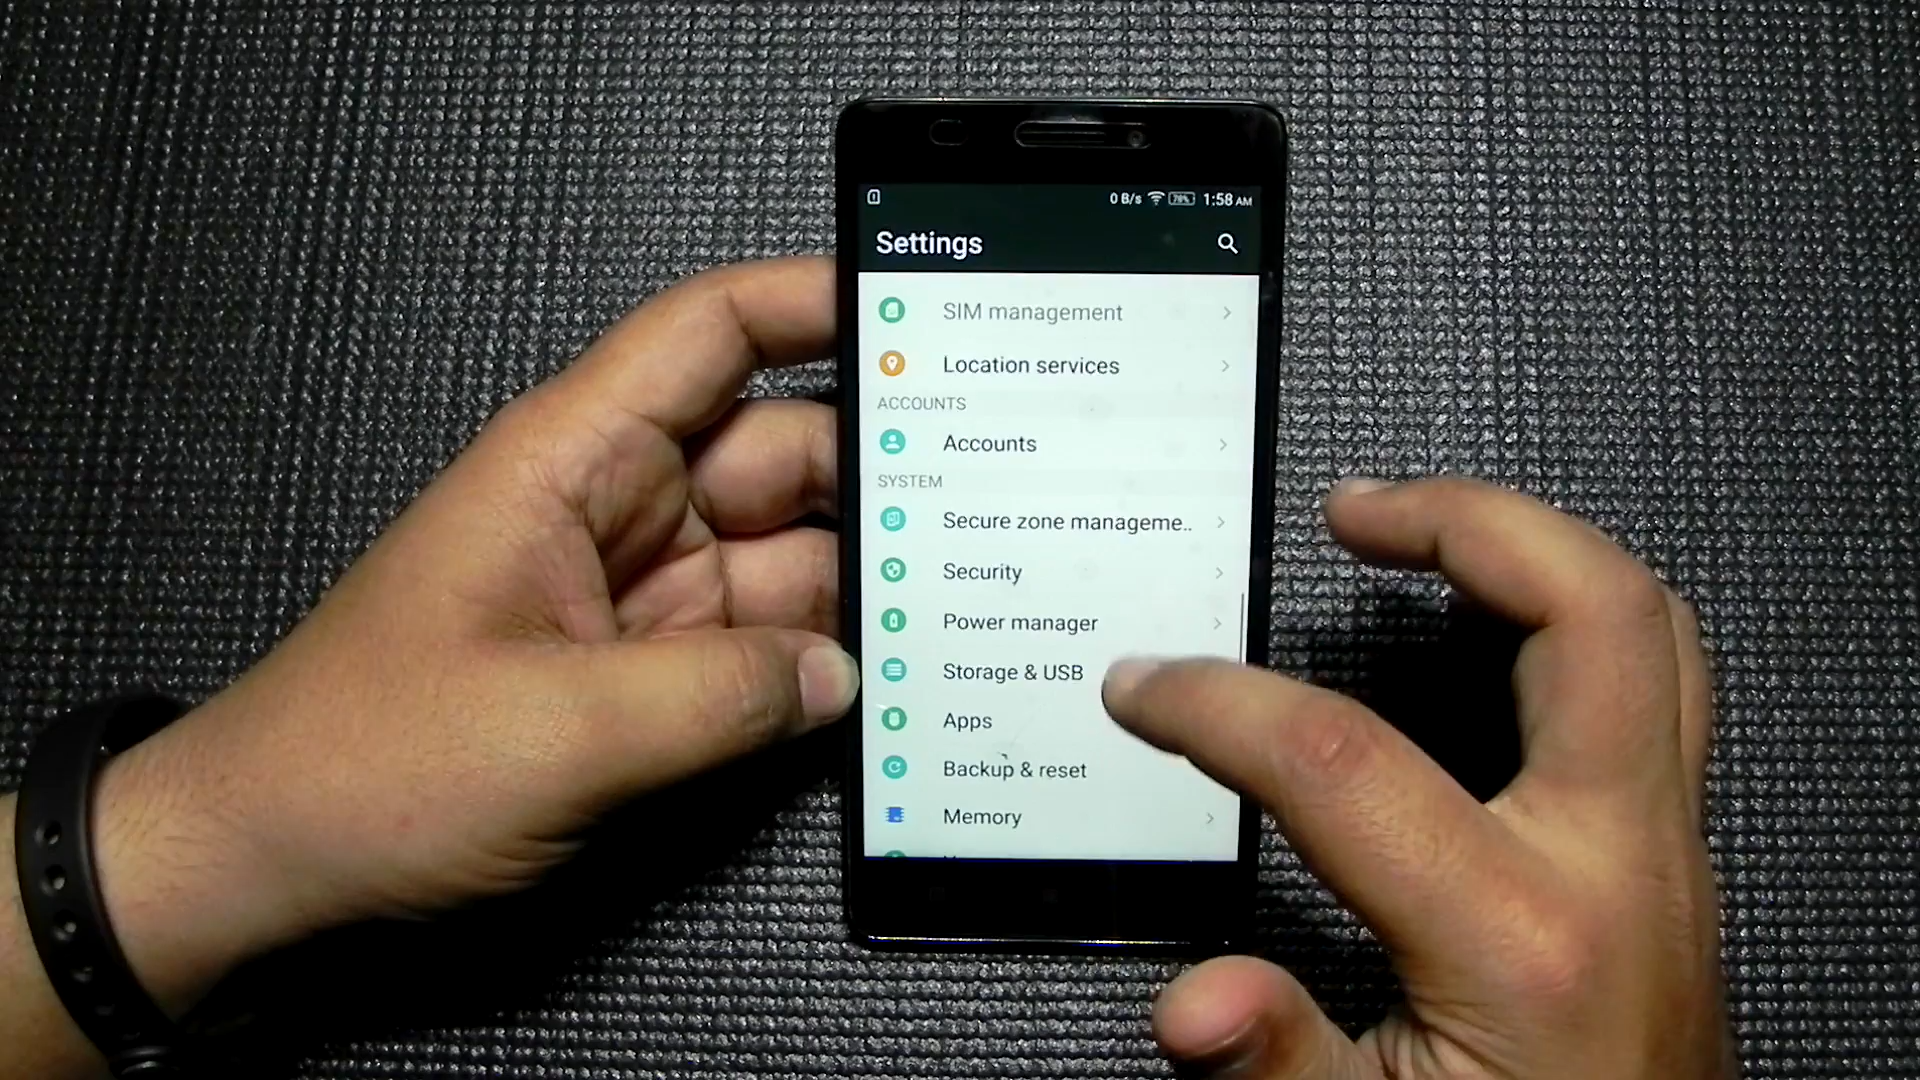 0 B/s 78% 1:58 AM
Settings
SIM management
Location services
ACCOUNTS
Accounts
SYSTEM
Secure zone manageme..
Security
Power manager
Storage & USB
Apps
Backup & reset
Memory